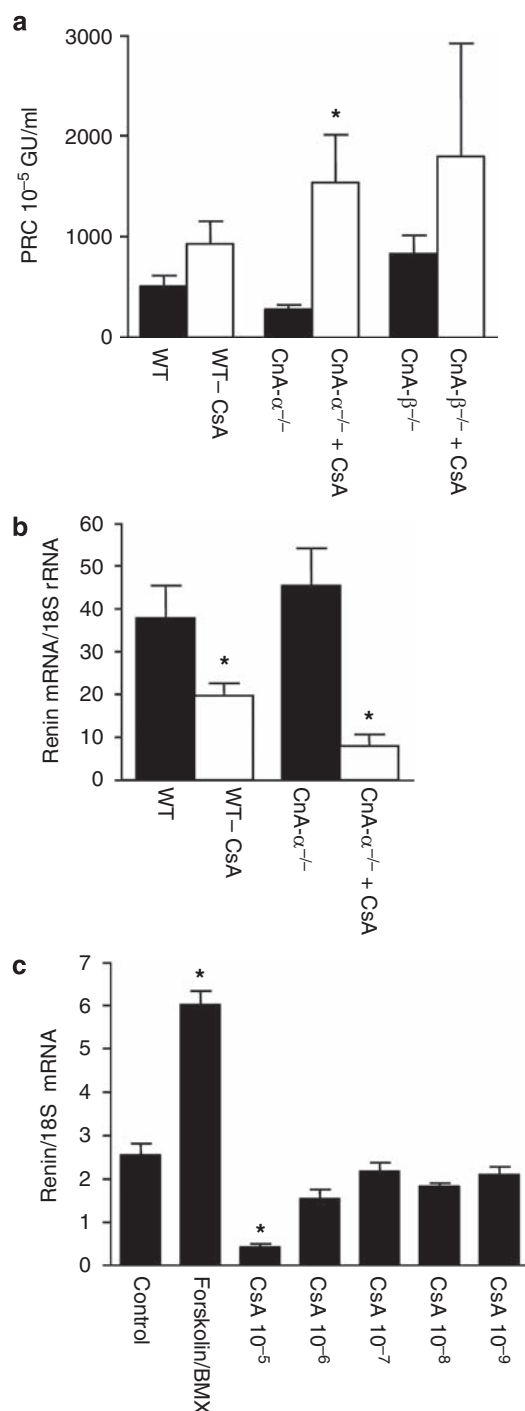 a
PRC 10⁻⁵ GU/ml
3000
2000
1000
0
*
WT
WT– CsA
CnA-α⁻/⁻
CnA-α⁻/⁻ + CsA
CnA-β⁻/⁻
CnA-β⁻/⁻ + CsA
b
Renin mRNA/18S rRNA
60
50
40
30
20
10
0
*
*
WT
WT– CsA
CnA-α⁻/⁻
CnA-α⁻/⁻ + CsA
c
Renin/18S mRNA
7
6
5
4
3
2
1
0
*
*
Control
Forskolin/BMX
CsA 10⁻⁵
CsA 10⁻⁶
CsA 10⁻⁷
CsA 10⁻⁸
CsA 10⁻⁹